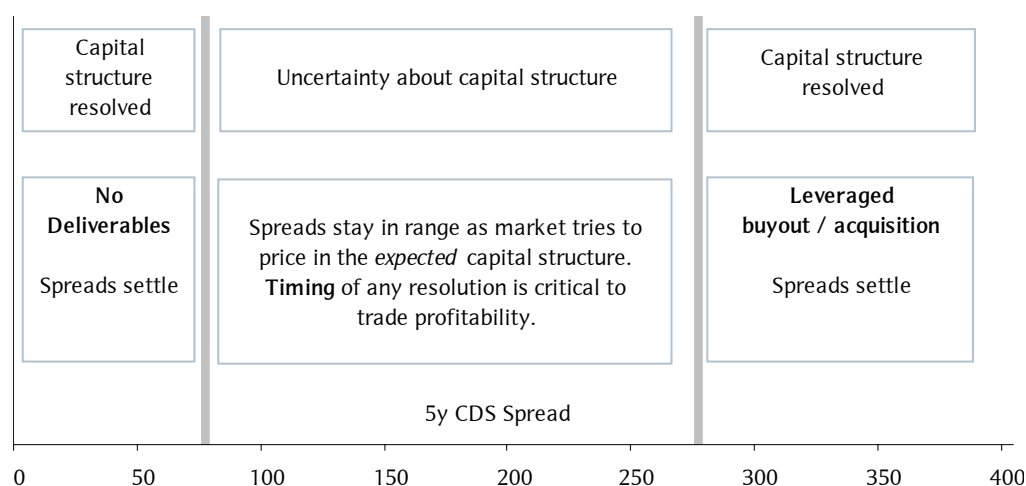 Capital
structure
resolved
Uncertainty about capital structure
Capital structure
resolved
No
Deliverables
Spreads settle
Spreads stay in range as market tries to
price in the expected capital structure.
Timing of any resolution is critical to
trade profitability.
Leveraged
buyout / acquisition
Spreads settle
5y CDS Spread
0 50 100 150 200 250 300 350 400